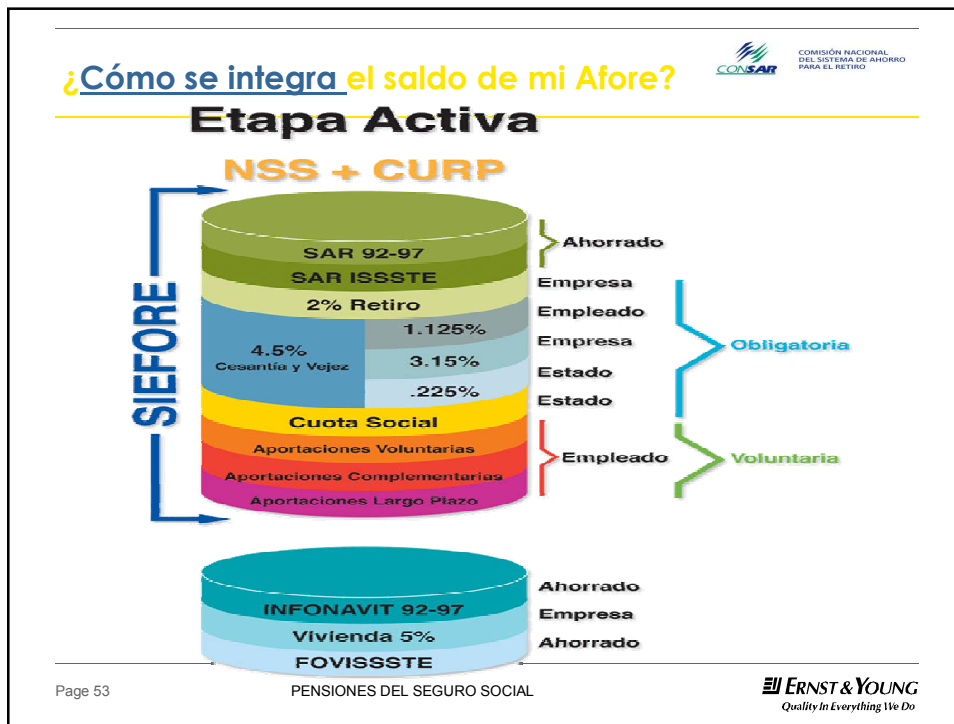 ¿Cómo se integra el saldo de mi Afore?
CONSAR
COMISIÓN NACIONAL
DEL SISTEMA DE AHORRO
PARA EL RETIRO
Etapa Activa
NSS + CURP
SIEFORE
SAR 92-97
Ahorrado
SAR ISSSTE
2% Retiro
Empresa
4.5%
Cesantía y Vejez
1.125%
Empleado
3.15%
Empresa
.225%
Estado
Cuota Social
Estado
Obligatoria
Aportaciones Voluntarias
Aportaciones Complementarias
Aportaciones Largo Plazo
Empleado
Voluntaria
INFONAVIT 92-97
Ahorrado
Vivienda 5%
Empresa
FOVISSSTE
Ahorrado
Page 53
PENSIONES DEL SEGURO SOCIAL
ERNST & YOUNG
Quality In Everything We Do